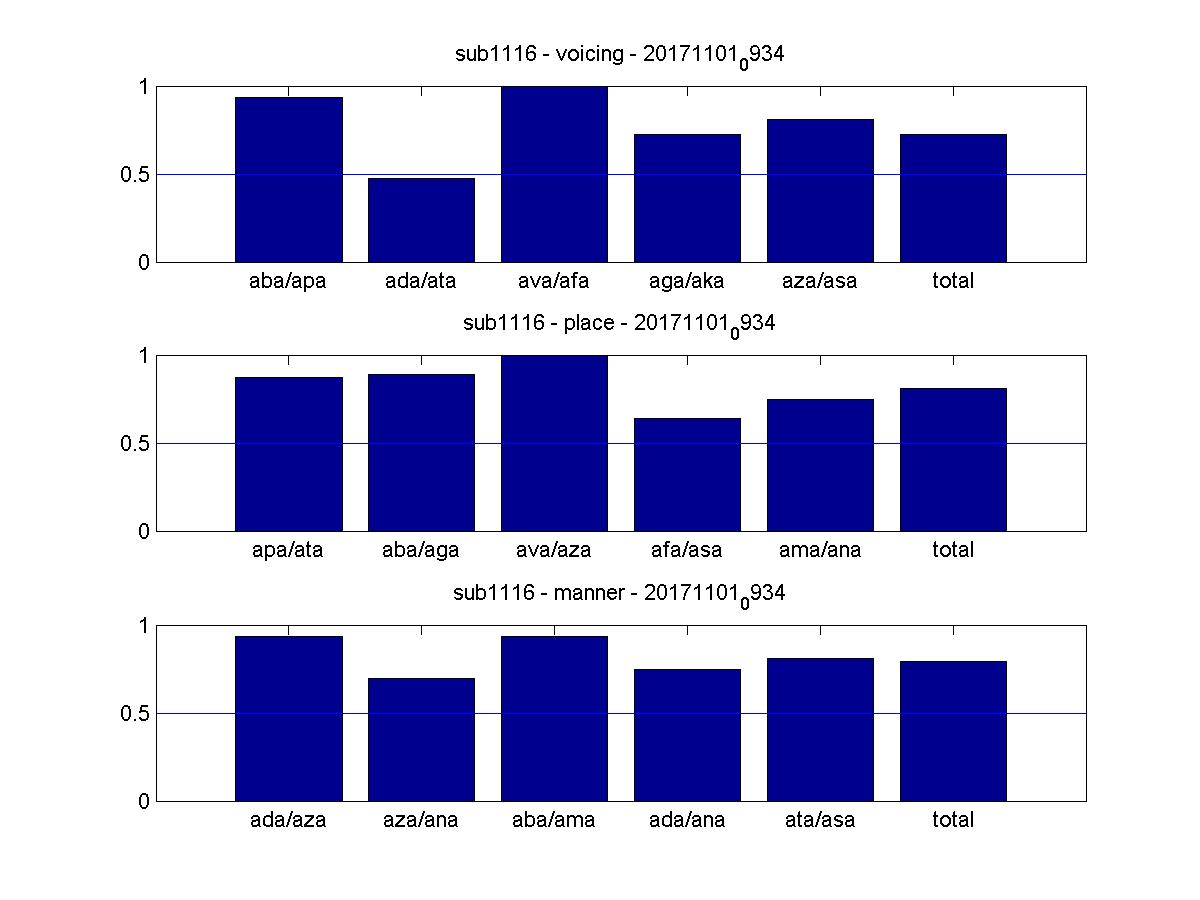 sub1116 - voicing - 20171101_0934
1
0.5
0
aba/apa ada/ata ava/afa aga/aka aza/asa total
sub1116 - place - 20171101₀934
1
0.5
0
apa/ata aba/aga ava/aza afa/asa ama/ana total
sub1116 - manner - 20171101₀934
1
0.5
0
ada/aza aza/ana aba/ama ada/ana ata/asa total